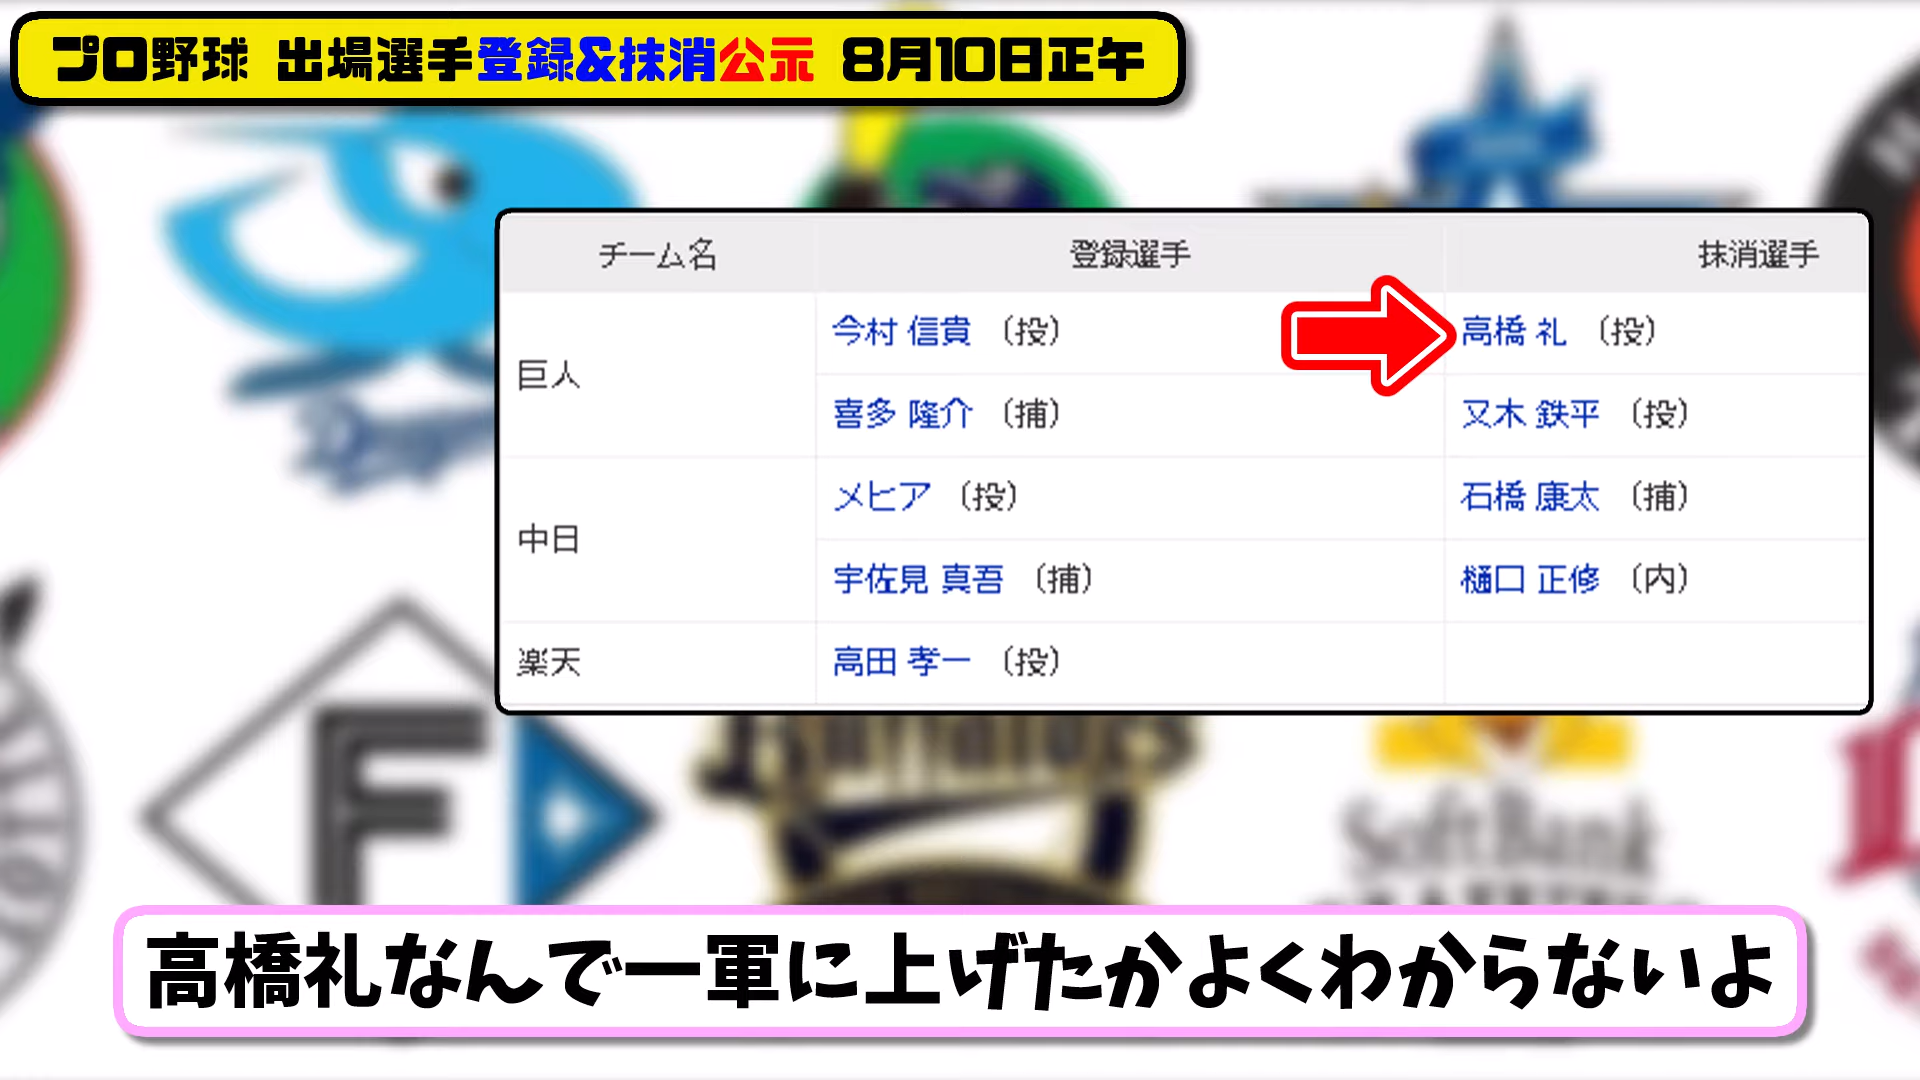 プロ野球 出場選手登録&抹消公示 8月10日正午
チーム名 登録選手 抹消選手
巨人 今村 信貴 （投） 高橋 礼 （投）
喜多 隆介 （捕） 又木 鉄平 （投）
中日 メヒア （投） 石橋 康太 （捕）
宇佐見 真吾 （捕） 樋口 正修 （内）
楽天 高田 孝一 （投）
F
SoftBank
高橋礼なんで一軍に上げたかよくわからないよ